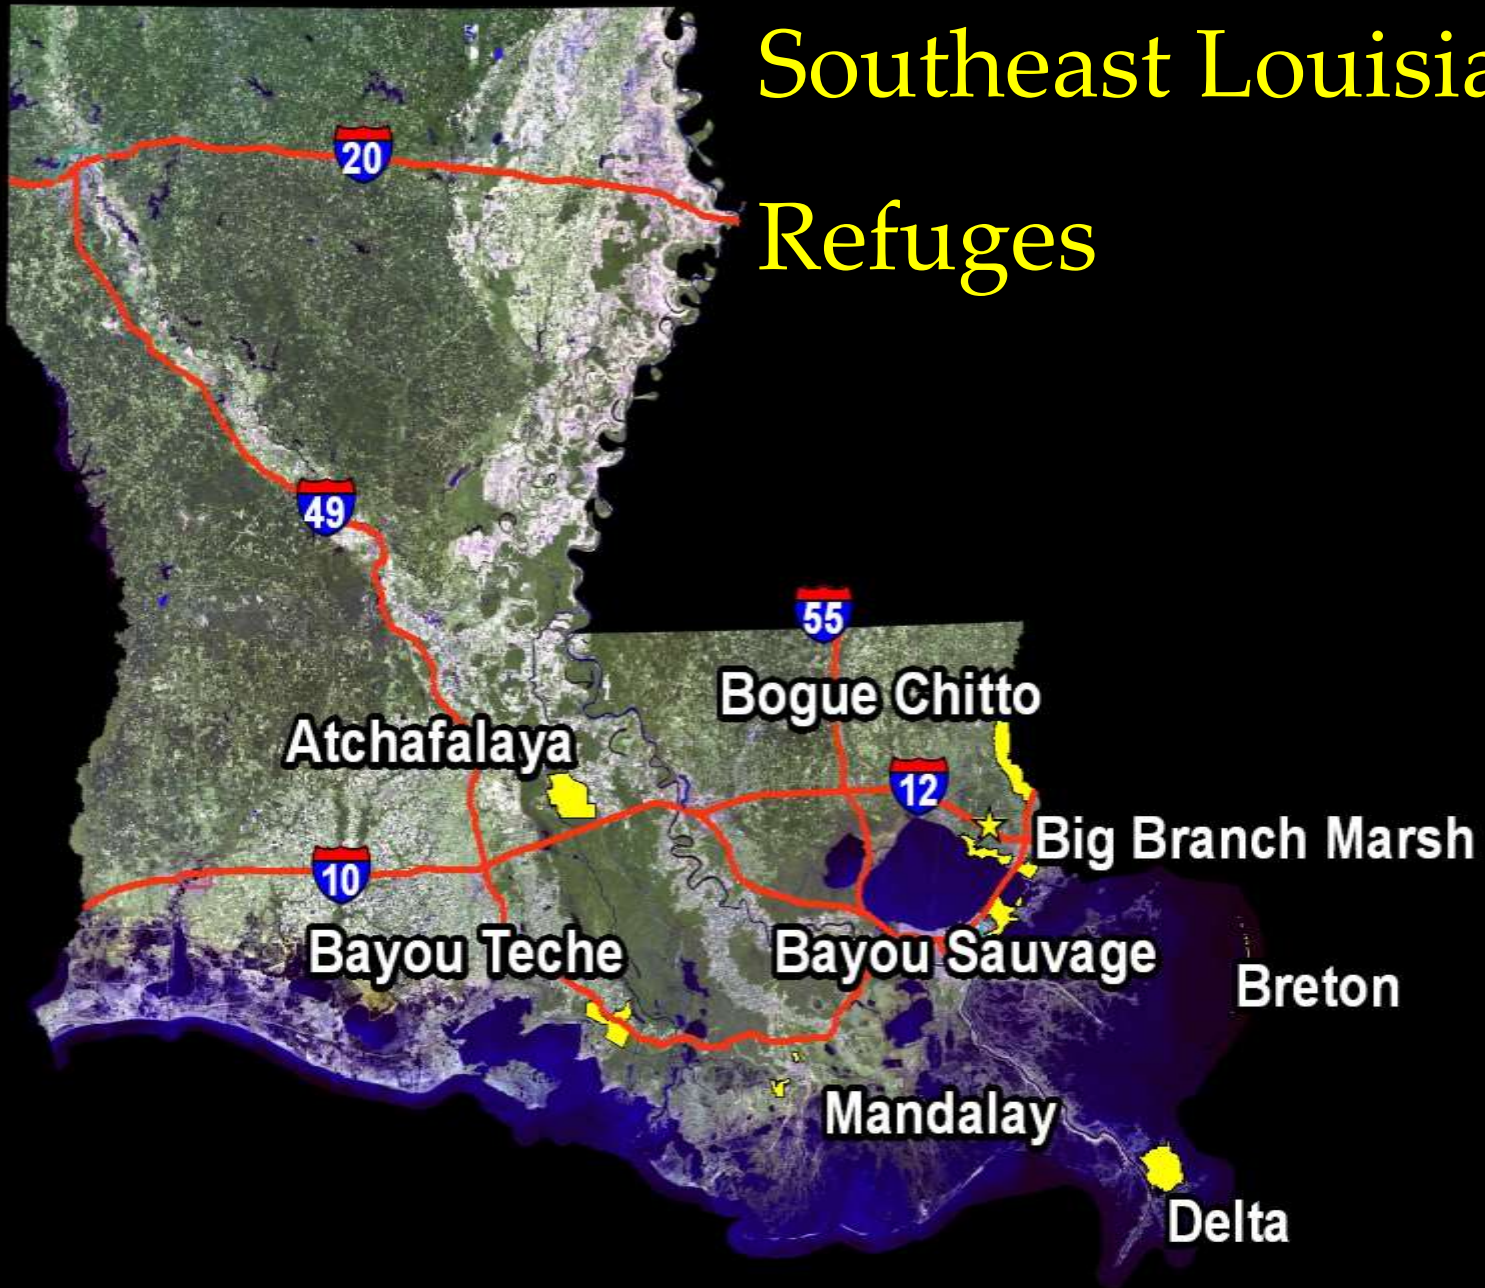 Southeast Louisia
Refuges
20
49
55
Bogue Chitto
Atchafalaya
12
Big Branch Marsh
10
Bayou Teche
Bayou Sauvage
Breton
Mandalay
Delta